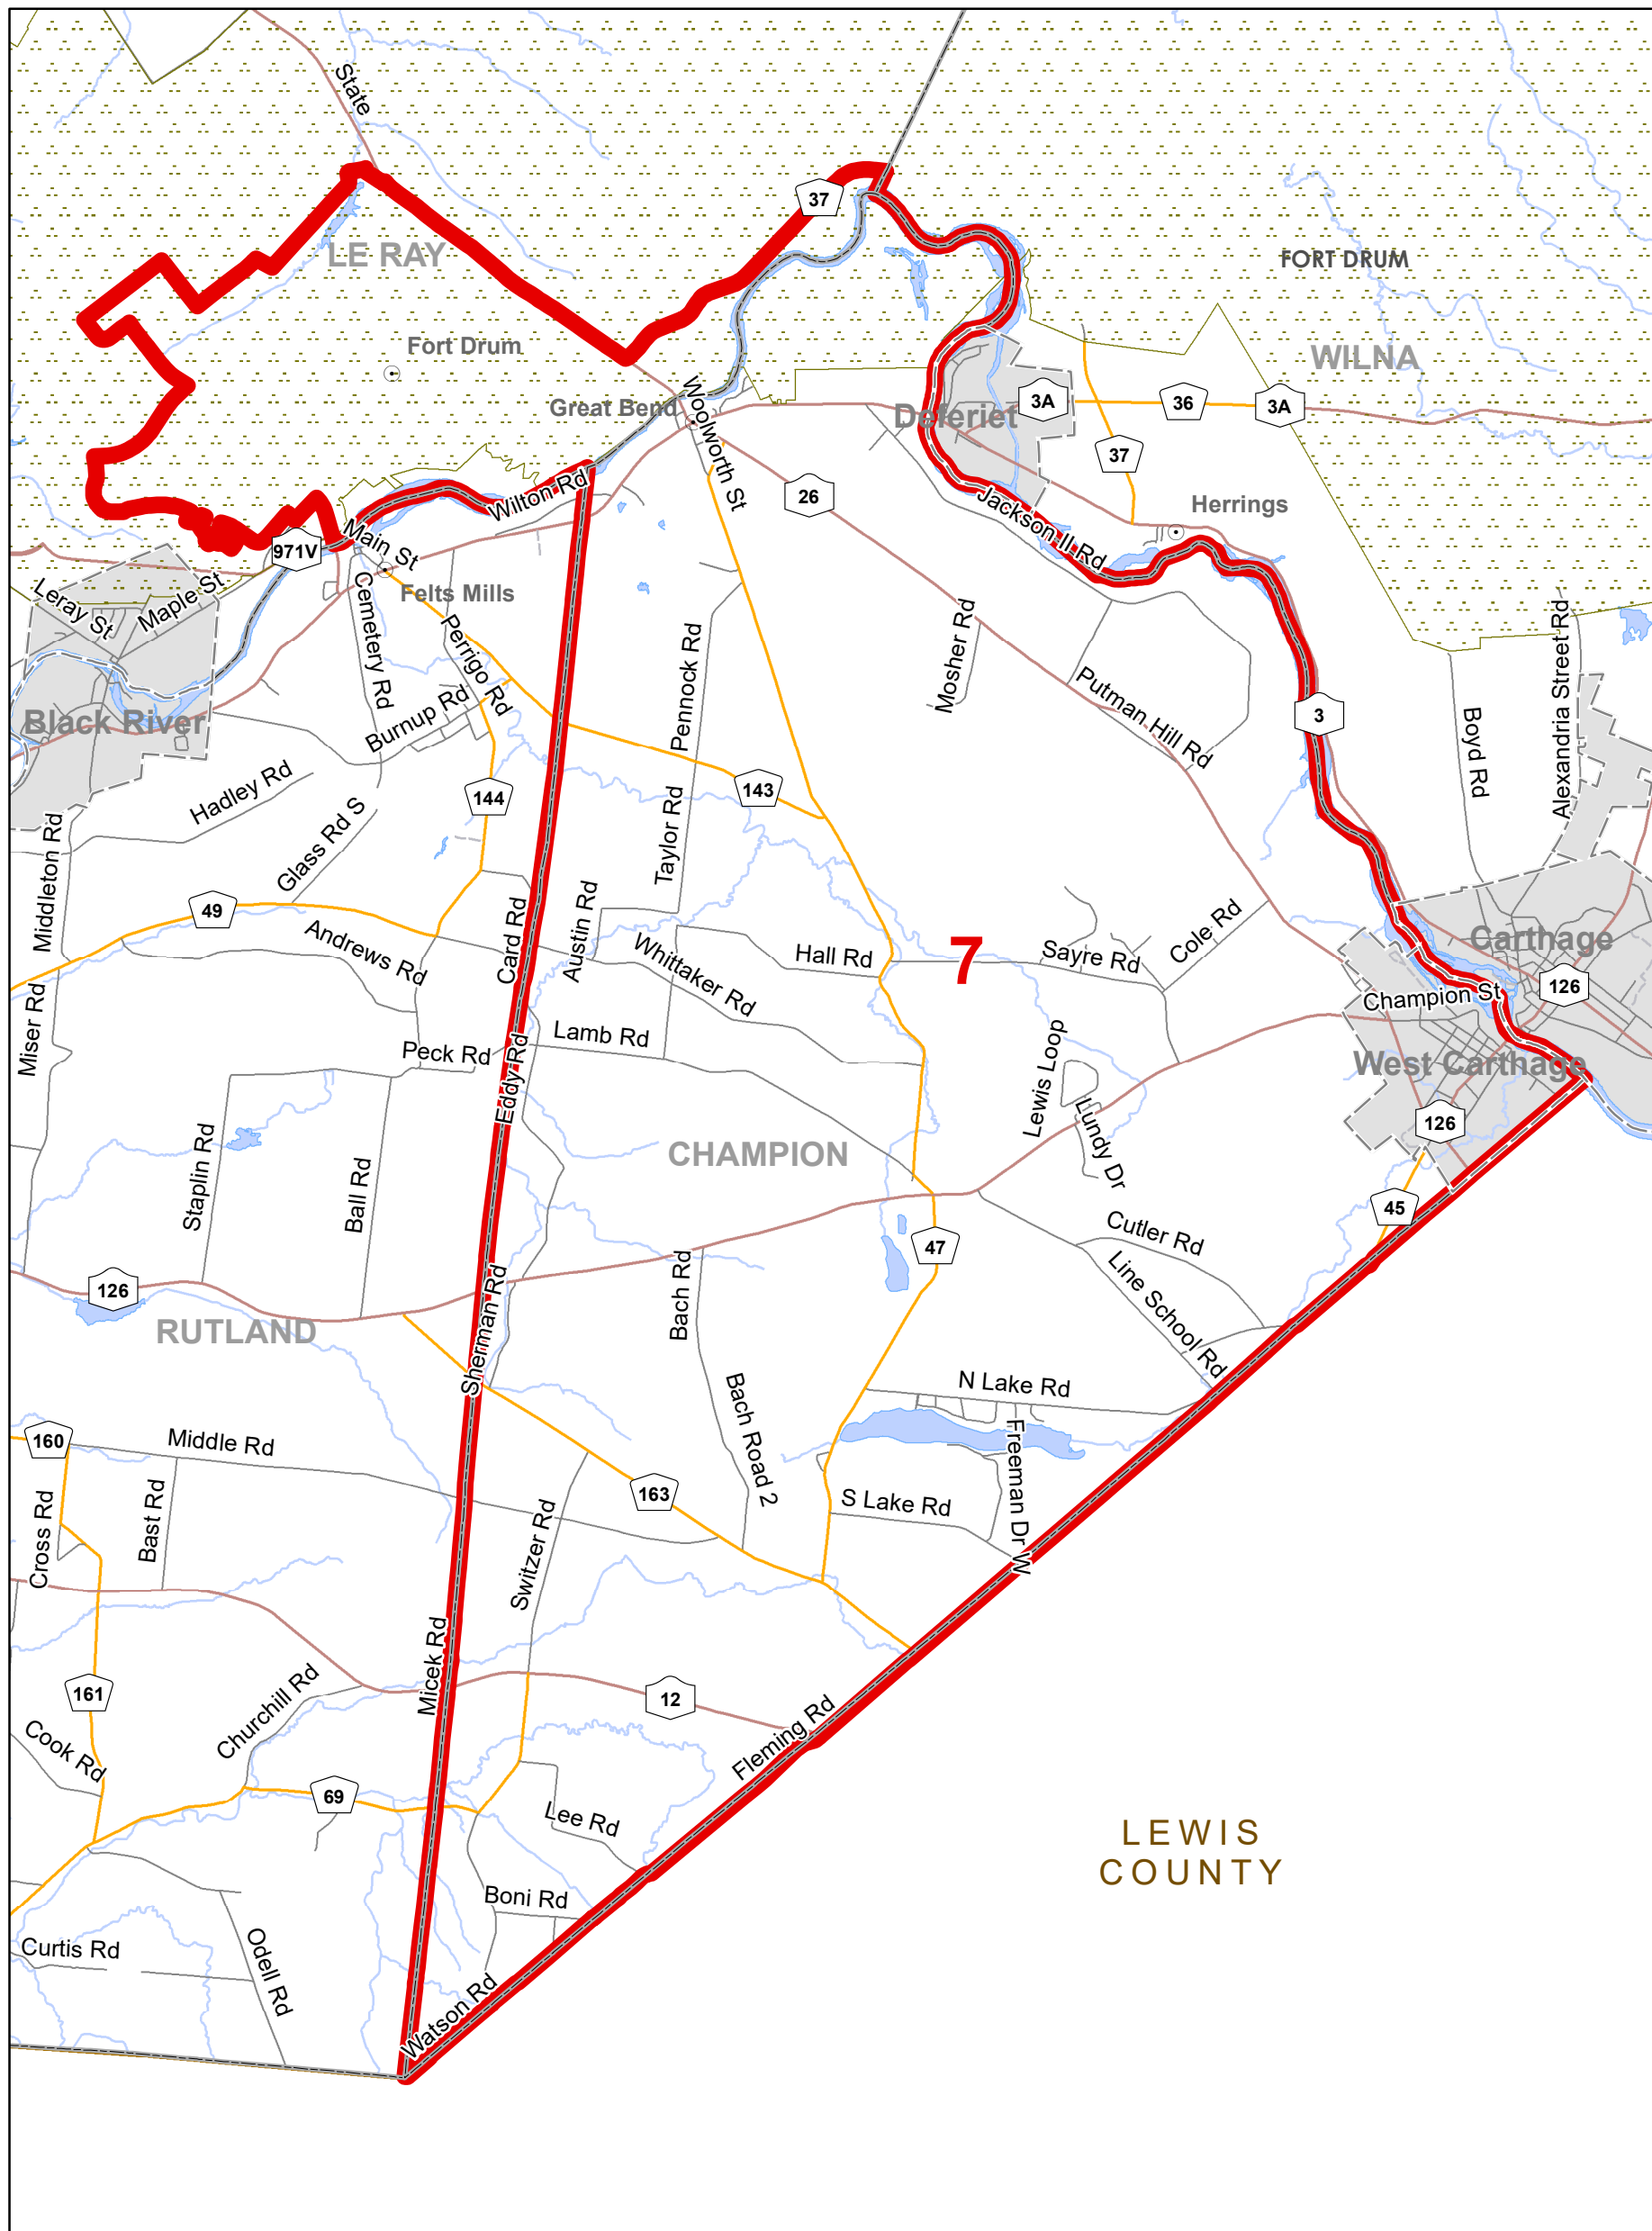 State
37
LE RAY
FORT DRUM
Fort Drum
WILNA
Great Bend
Woolworth St
Deferiet
3A
36
3A
37
Wilton Rd
26
Jackson II Rd
Herrings
Main St
971V
Felts Mills
Leray St
Maple St
Cemetery Rd
Perrigo Rd
Burnup Rd
Black River
Pennock Rd
Mosher Rd
Putman Hill Rd
3
Boyd Rd
Alexandria Street Rd
Hadley Rd
144
143
Glass Rd S
Taylor Rd
Middleton Rd
49
Andrews Rd
Card Rd
Austin Rd
Whittaker Rd
Hall Rd
7
Sayre Rd
Cole Rd
Carthage
126
Champion St
Miser Rd
Peck Rd
Eddy Rd
Lamb Rd
Lewis Loop
West Carthage
Lundy Dr
126
Staplin Rd
Ball Rd
CHAMPION
45
Cutler Rd
47
Line School Rd
126
RUTLAND
Sherman Rd
Bach Rd
N Lake Rd
Bach Road 2
Freeman Dr W
160
Middle Rd
163
S Lake Rd
Cross Rd
Bast Rd
Switzer Rd
Micek Rd
161
Churchill Rd
12
Fleming Rd
Cook Rd
69
Lee Rd
LEWIS
COUNTY
Boni Rd
Curtis Rd
Odell Rd
Watson Rd